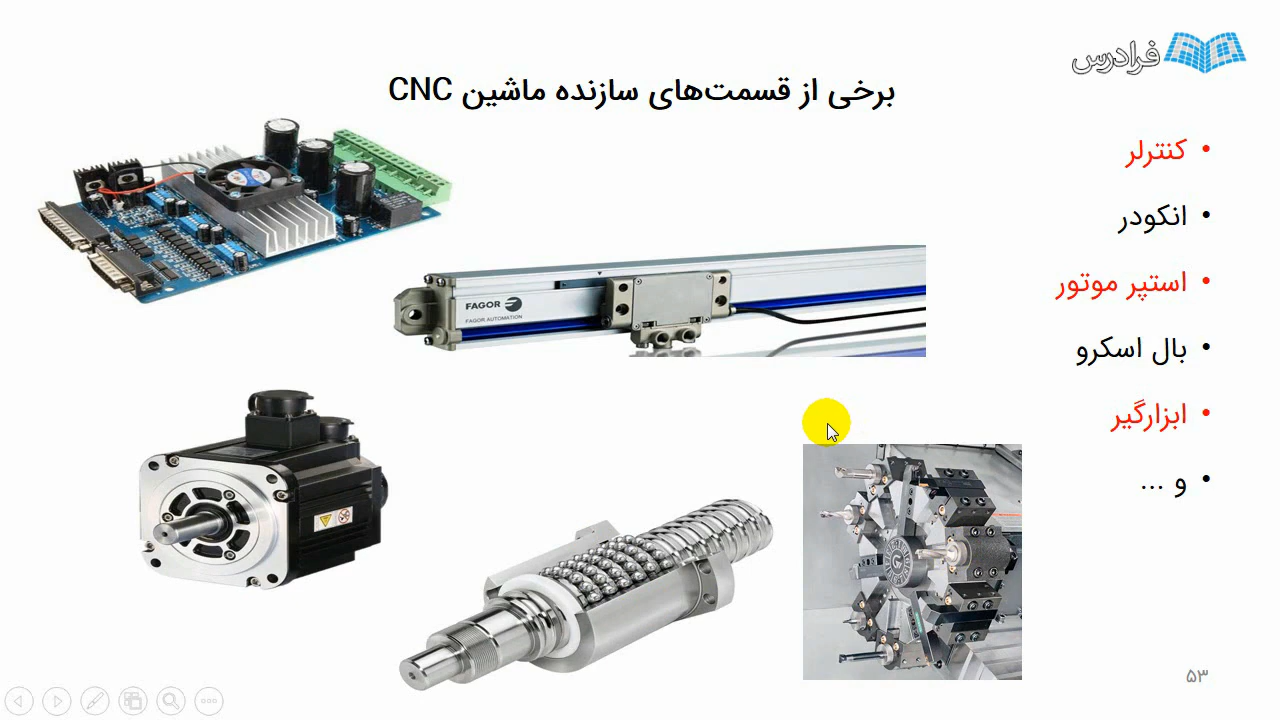 فرادرس
برخی از قسمت‌های سازنده ماشین CNC
• کنترلر
• انکودر
• استپر موتور
• بال اسکرو
• ابزارگیر
• و ...
FAGOR
FAGOR AUTOMATION
۵۳